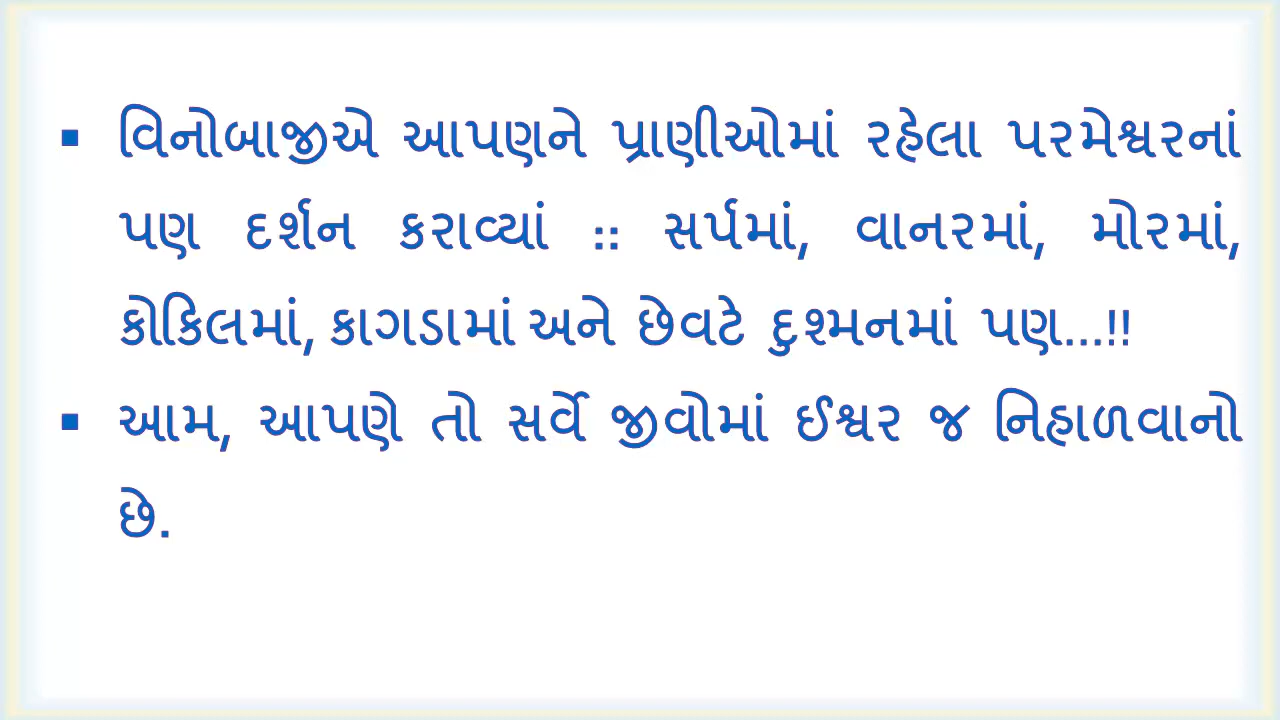 ▪ વિનોબાજીએ આપણને પ્રાણીઓમાં રહેલા પરમેશ્વરનાં
પણ દર્શન કરાવ્યાં :: સર્પમાં, વાનરમાં, મોરમાં,
કોકિલમાં, કાગડામાં અને છેવટે દુશ્મનમાં પણ...!!
▪ આમ, આપણે તો સર્વે જીવોમાં ઈશ્વર જ નિહાળવાનો
છે.